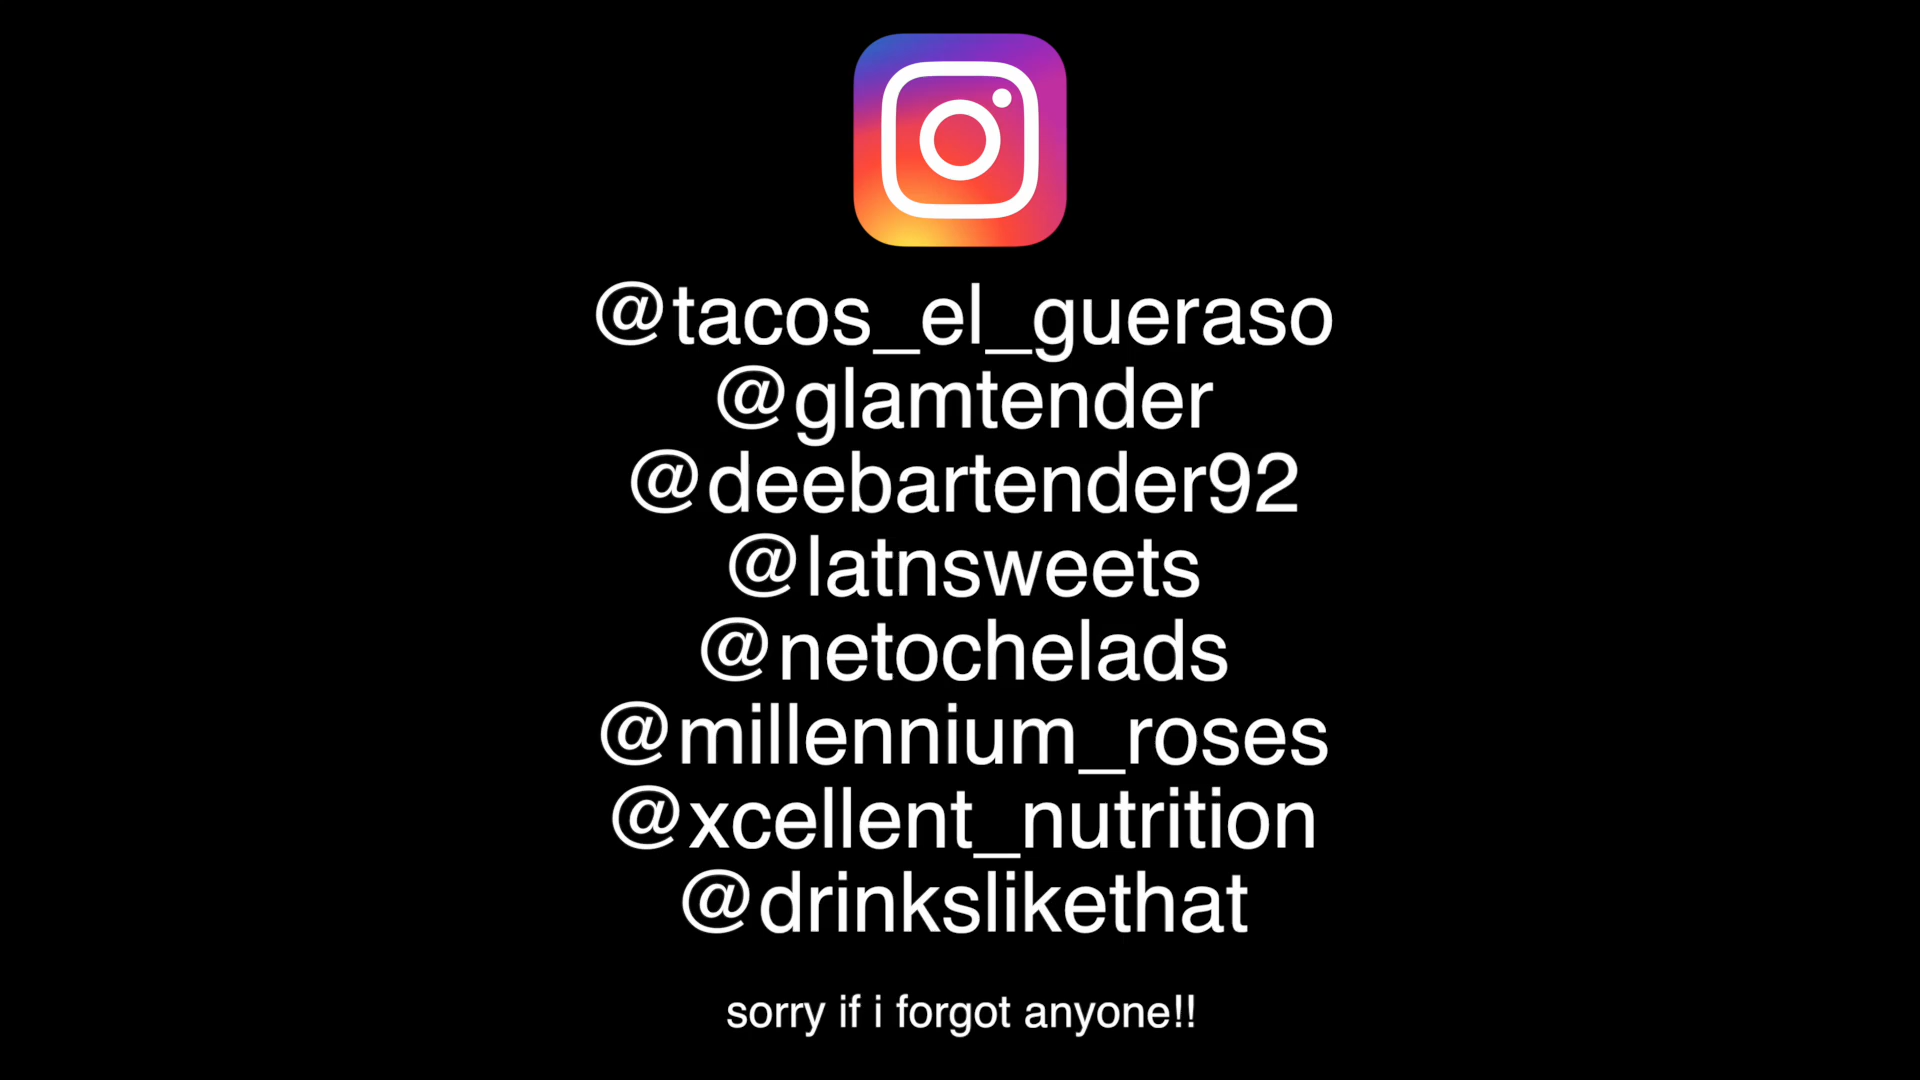 @tacos_el_gueraso
@glamtender
@deebartender92
@latnsweets
@netochelads
@millennium_roses
@xcellent_nutrition
@drinkslikethat
sorry if i forgot anyone!!